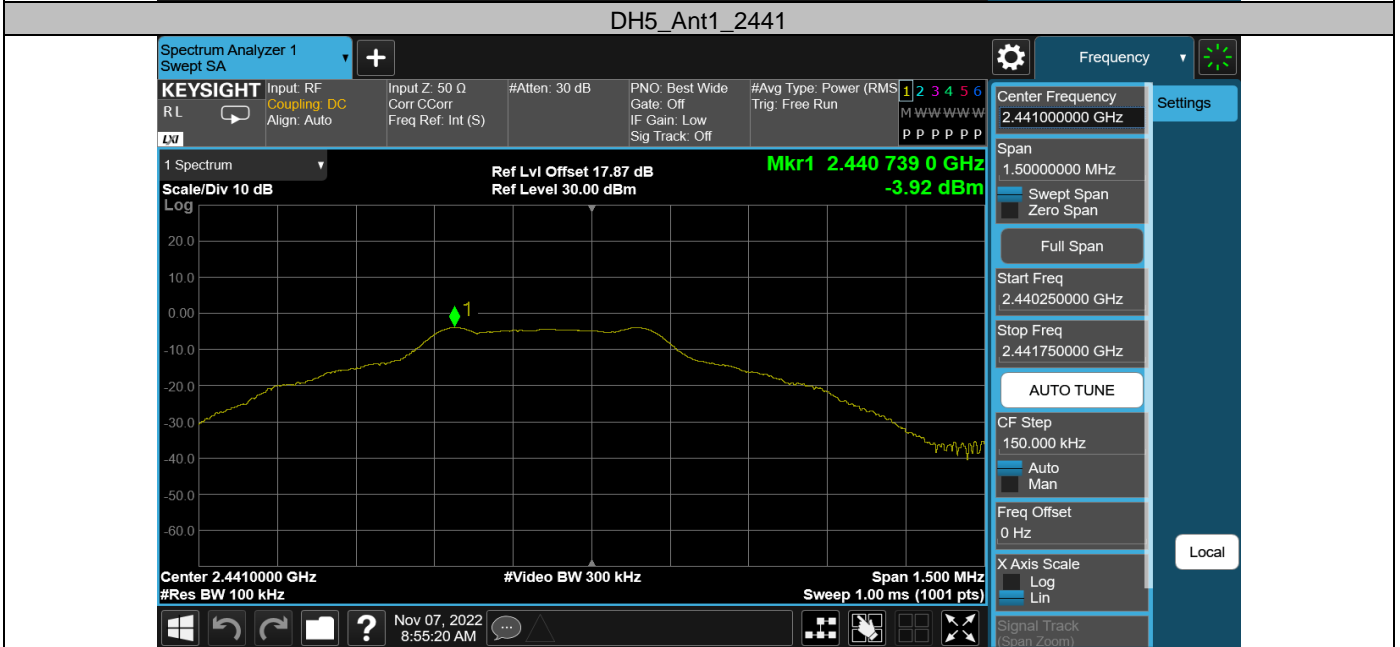 DH5_Ant1_2441
Spectrum Analyzer 1
Swept SA
Frequency
KEYSIGHT
RL
LXI
Input: RF
Coupling: DC
Align: Auto
Input Z: 50 Ω
Corr CCorr
Freq Ref: Int (S)
#Atten: 30 dB
PNO: Best Wide
Gate: Off
IF Gain: Low
Sig Track: Off
#Avg Type: Power (RMS
Trig: Free Run
1 2 3 4 5 6
M W W W W W
P P P P P P
1 Spectrum
Scale/Div 10 dB
Ref Lvl Offset 17.87 dB
Ref Level 30.00 dBm
Mkr1 2.440 739 0 GHz
-3.92 dBm
Log
20.0
10.0
0.00
-10.0
-20.0
-30.0
-40.0
-50.0
-60.0
1
Center 2.4410000 GHz
#Video BW 300 kHz
Span 1.500 MHz
#Res BW 100 kHz
Sweep 1.00 ms (1001 pts)
Nov 07, 2022
8:55:20 AM
Center Frequency
2.441000000 GHz
Settings
Span
1.50000000 MHz
Swept Span
Zero Span
Full Span
Start Freq
2.440250000 GHz
Stop Freq
2.441750000 GHz
AUTO TUNE
CF Step
150.000 kHz
Auto
Man
Freq Offset
0 Hz
Local
X Axis Scale
Log
Lin
Signal Track
(Span Zoom)